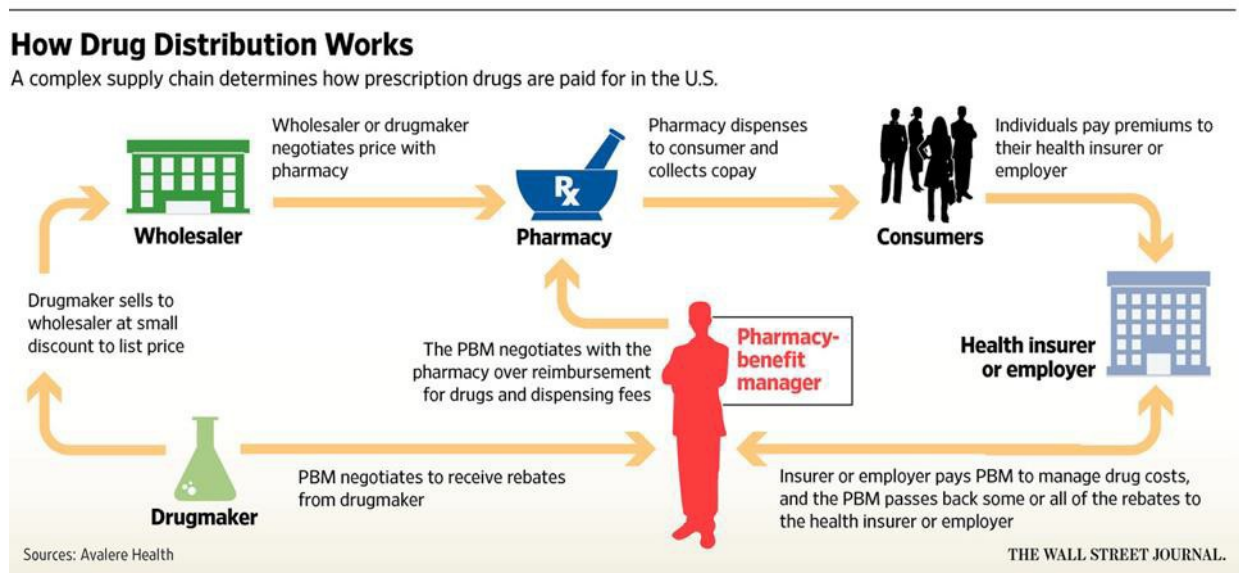 How Drug Distribution Works
A complex supply chain determines how prescription drugs are paid for in the U.S.
Wholesaler or drugmaker
negotiates price with
pharmacy
Pharmacy dispenses
to consumer and
collects copay
Individuals pay premiums to
their health insurer or
employer
Rx
Wholesaler
Pharmacy
Consumers
Drugmaker sells to
wholesaler at small
discount to list price
The PBM negotiates with the
pharmacy over reimbursement
for drugs and dispensing fees
Pharmacy-
benefit
manager
Health insurer
or employer
PBM negotiates to receive rebates
from drugmaker
Drugmaker
Insurer or employer pays PBM to manage drug costs,
and the PBM passes back some or all of the rebates to
the health insurer or employer
Sources: Avalere Health
THE WALL STREET JOURNAL.